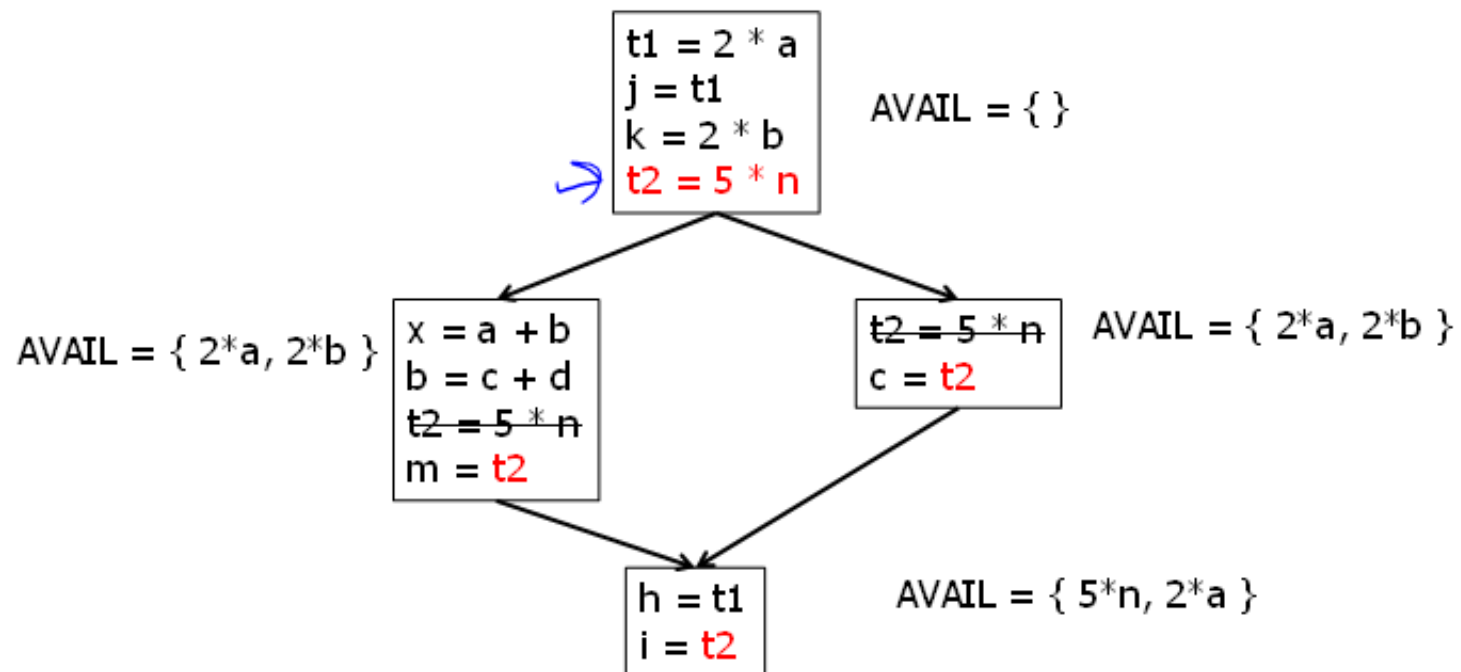 t1 = 2 * a
j = t1
k = 2 * b
t2 = 5 * n
AVAIL = { }
AVAIL = { 2*a, 2*b }
x = a + b
b = c + d
t2 = 5 * n
m = t2
t2 = 5 * n
c = t2
AVAIL = { 2*a, 2*b }
h = t1
i = t2
AVAIL = { 5*n, 2*a }